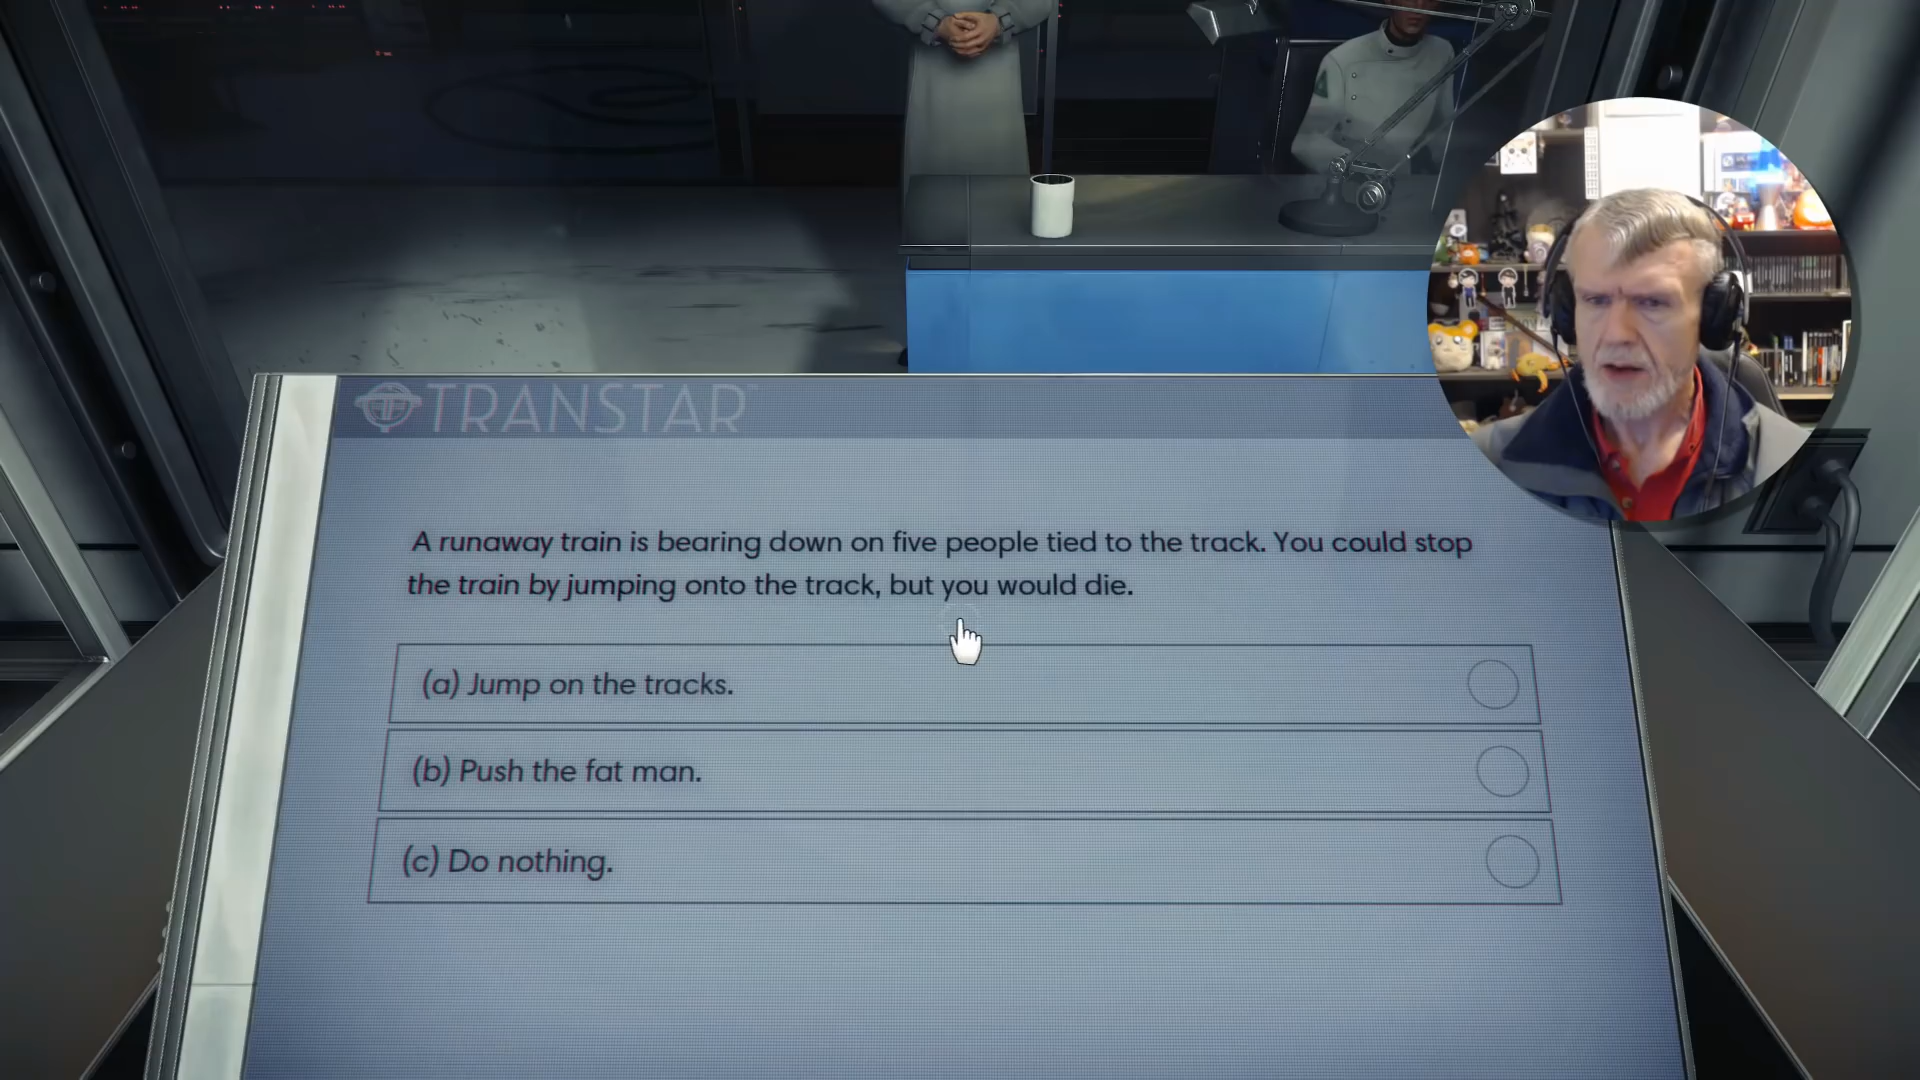 TRANSTAR
A runaway train is bearing down on five people tied to the track. You could stop
the train by jumping onto the track, but you would die.
(a) Jump on the tracks.
(b) Push the fat man.
(c) Do nothing.